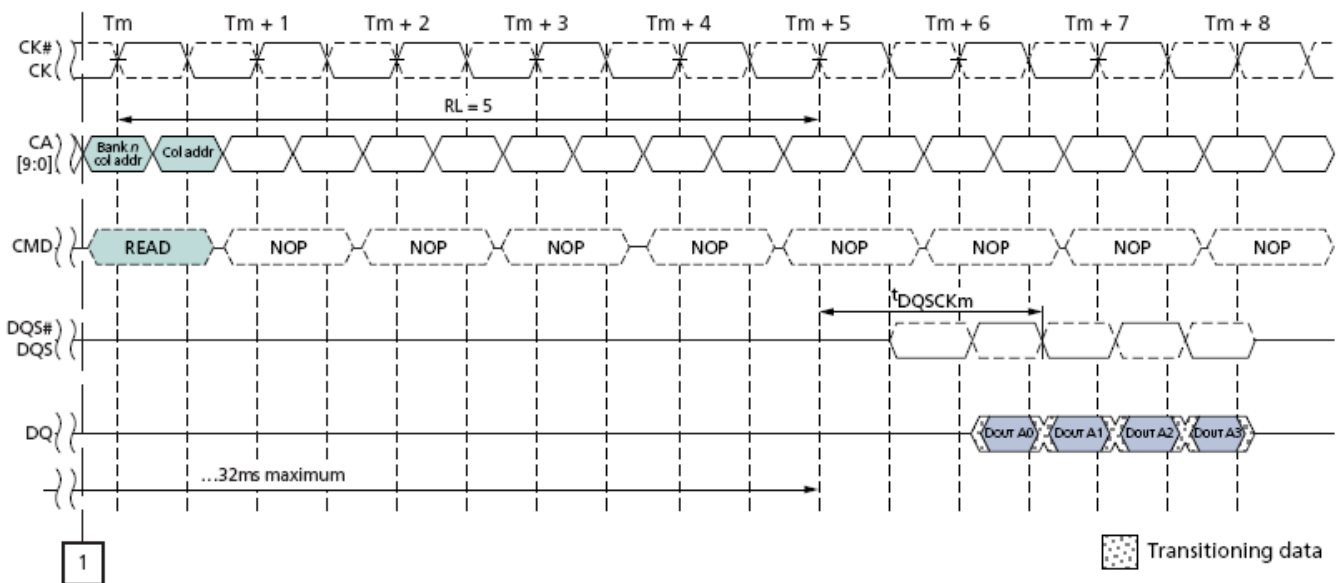 Tm Tm + 1 Tm + 2 Tm + 3 Tm + 4 Tm + 5 Tm + 6 Tm + 7 Tm + 8
CK#
CK
RL = 5
CA
[9:0]
Bank n
col addr
Col addr
CMD READ NOP NOP NOP NOP NOP NOP NOP NOP
tDQSCKm
DQS#
DQS
DQ DOUT A0 DOUT A1 DOUT A2 DOUT A3
...32ms maximum
1
Transitioning data